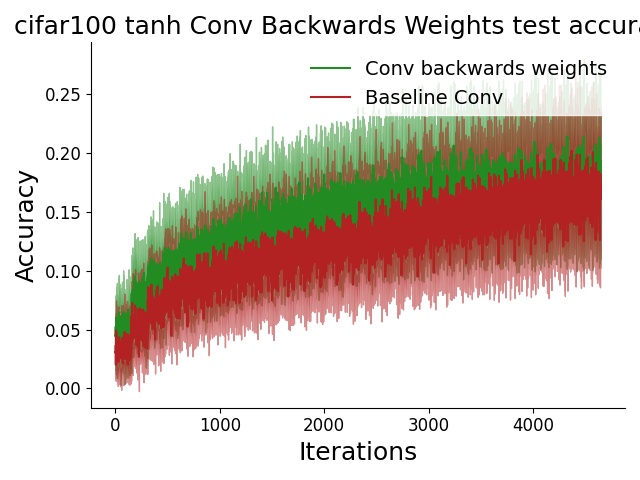 cifar100 tanh Conv Backwards Weights test
Conv backwards weights
Baseline Conv
Accuracy
0.25
0.20
0.15
0.10
0.05
0.00
0 1000 2000 3000 4000
Iterations